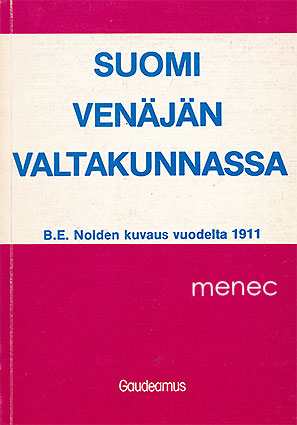 SUOMI
VENÄJÄN
VALTAKUNNASSA
B.E. Nolden kuvaus vuodelta 1911
menec
Gaudeamus